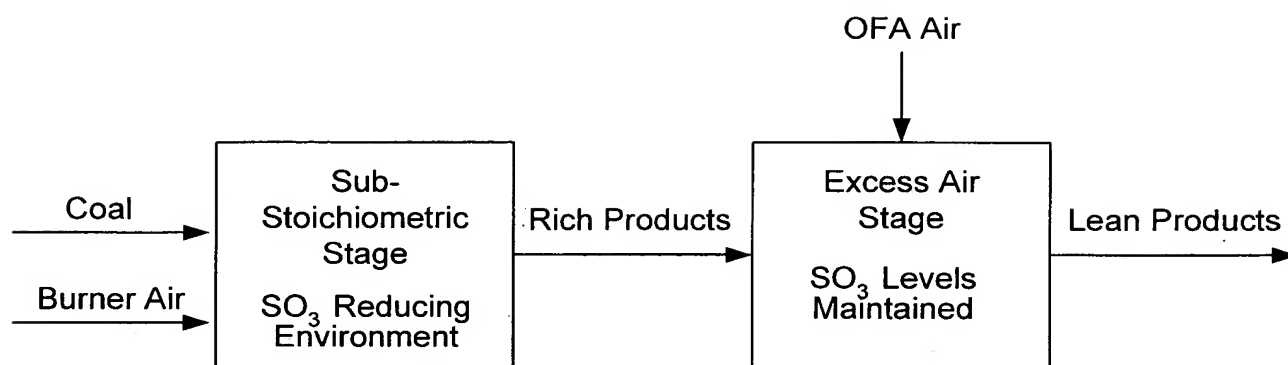 OFA Air
Coal
Burner Air
Sub-
Stoichiometric
Stage
SO₃ Reducing
Environment
Rich Products
Excess Air
Stage
SO₃ Levels
Maintained
Lean Products